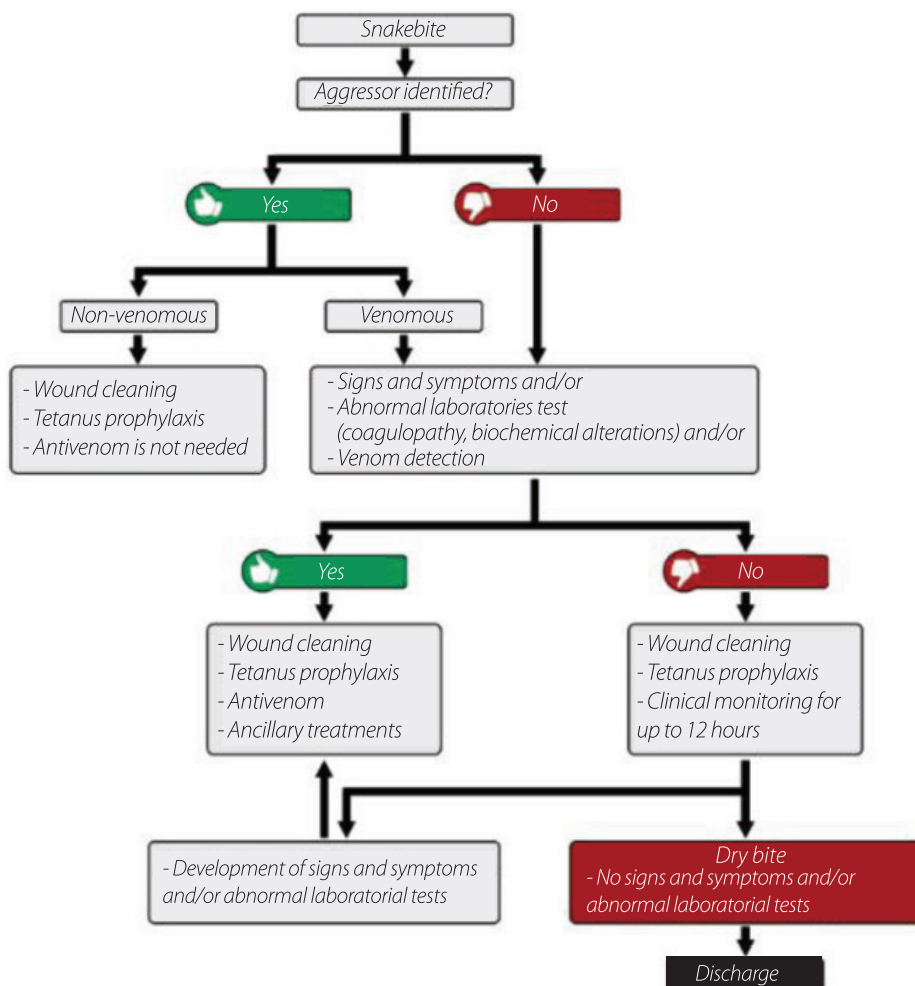 Snakebite
Aggressor identified?
Yes
No
Non-venomous
Venomous
- Wound cleaning
- Tetanus prophylaxis
- Antivenom is not needed
- Signs and symptoms and/or
- Abnormal laboratories test
(coagulopathy, biochemical alterations) and/or
- Venom detection
Yes
No
- Wound cleaning
- Tetanus prophylaxis
- Antivenom
- Ancillary treatments
- Wound cleaning
- Tetanus prophylaxis
- Clinical monitoring for
up to 12 hours
- Development of signs and symptoms
and/or abnormal laboratorial tests
Dry bite
- No signs and symptoms and/or
abnormal laboratorial tests
Discharge